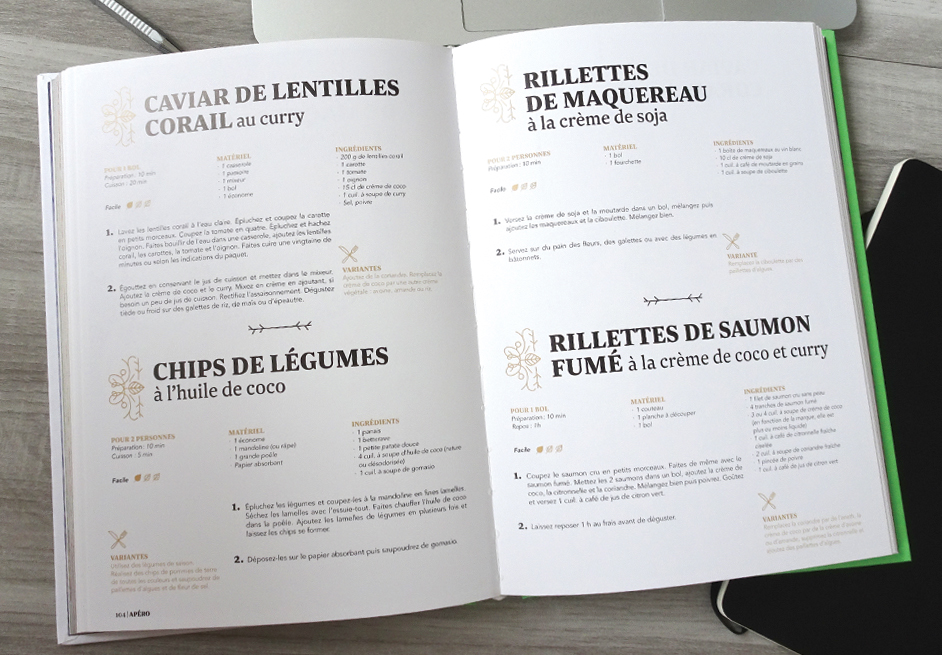 CAVIAR DE LENTILLES
CORAIL au curry
POUR 1 BOL
Préparation : 10 min
Cuisson : 20 min
Facile
MATÉRIEL
· 1 casserole
· 1 passoire
· 1 mixeur
· 1 bol
· 1 économe
INGRÉDIENTS
· 200 g de lentilles corail
· 1 carotte
· 1 tomate
· 1 oignon
· 15 cl de crème de coco
· 1 cuil. à soupe de curry
· Sel, poivre
1. Lavez les lentilles corail à l'eau claire. Épluchez et coupez la carotte
en petits morceaux. Coupez la tomate en quatre. Épluchez et hachez
l'oignon. Faites bouillir de l'eau dans une casserole, ajoutez les lentilles
corail, les carottes, la tomate et l'oignon. Faites cuire une vingtaine de
minutes ou selon les indications du paquet.
2. Égouttez en conservant le jus de cuisson et mettez dans le mixeur.
Ajoutez la crème de coco et le curry. Mixez en crème en ajoutant, si
besoin un peu de jus de cuisson. Rectifiez l'assaisonnement. Dégustez
tiède ou froid sur des galettes de riz, de maïs ou d'épeautre.
VARIANTES
Ajoutez de la coriandre. Remplacez la
crème de coco par une autre crème
végétale : avoine, amande ou riz.
CHIPS DE LÉGUMES
à l'huile de coco
POUR 2 PERSONNES
Préparation : 10 min
Cuisson : 5 min
Facile
MATÉRIEL
· 1 économe
· 1 mandoline (ou râpe)
· 1 grande poêle
· Papier absorbant
INGRÉDIENTS
· 1 panais
· 1 betterave
· 1 petite patate douce
· 4 cuil. à soupe d'huile de coco (nature
ou désodorisée)
· 1 cuil. à soupe de gomasio
1. Épluchez les légumes et coupez-les à la mandoline en fines lamelles.
Séchez les lamelles avec l'essuie-tout. Faites chauffer l'huile de coco
dans la poêle. Ajoutez les lamelles de légumes en plusieurs fois et
laissez les chips se former.
2. Déposez-les sur le papier absorbant puis saupoudrez de gomasio.
VARIANTES
Utilisez des légumes de saison.
Réalisez des chips de pommes de terre
de toutes les couleurs et saupoudrez de
paillettes d'algues et de fleur de sel.
104 | APÉRO
RILLETTES
DE MAQUEREAU
à la crème de soja
POUR 2 PERSONNES
Préparation : 10 min
Facile
MATÉRIEL
· 1 bol
· 1 fourchette
INGRÉDIENTS
· 1 boîte de maquereaux au vin blanc
· 10 cl de crème de soja
· 1 cuil. à café de moutarde en grains
· 1 cuil. à soupe de ciboulette
1. Versez la crème de soja et la moutarde dans un bol, mélangez puis
ajoutez les maquereaux et la ciboulette. Mélangez bien.
2. Servez sur du pain des fleurs, des galettes ou avec des légumes en
bâtonnets.
VARIANTE
Remplacez la ciboulette par des
paillettes d'algues.
RILLETTES DE SAUMON
FUMÉ à la crème de coco et curry
POUR 1 BOL
Préparation : 10 min
Repos : 1h
Facile
MATÉRIEL
· 1 couteau
· 1 planche à découper
· 1 bol
INGRÉDIENTS
· 1 filet de saumon cru sans peau
· 4 tranches de saumon fumé
· 3 ou 4 cuil. à soupe de crème de coco
(en fonction de la marque, elle est
plus ou moins liquide)
· 1 cuil. à café de citronnelle fraîche
ciselée
· 2 cuil. à soupe de coriandre fraîche
· 1 pincée de poivre
· 1 cuil. à café de jus de citron vert
1. Coupez le saumon cru en petits morceaux. Faites de même avec le
saumon fumé. Mettez les 2 saumons dans un bol, ajoutez la crème de
coco, la citronnelle et la coriandre. Mélangez bien puis poivrez. Goûtez
et versez 1 cuil. à café de jus de citron vert.
2. Laissez reposer 1 h au frais avant de déguster.
VARIANTES
Remplacez la coriandre par de l'aneth, la
crème de coco par de la crème d'avoine
ou d'amande, supprimez la citronnelle et
ajoutez des paillettes d'algues.